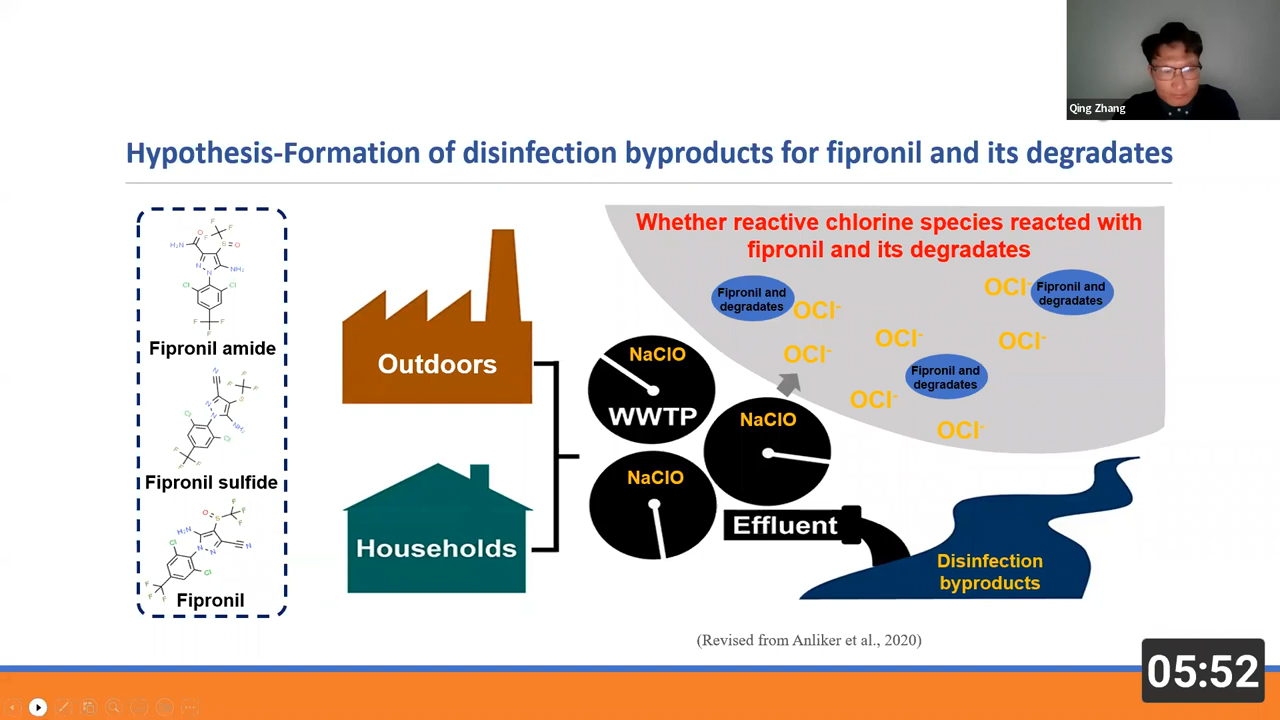 Qing Zhang
Hypothesis-Formation of disinfection byproducts for fipronil and its degradates
Whether reactive chlorine species reacted with
fipronil and its degradates
Fipronil amide
Fipronil sulfide
Fipronil
Outdoors
Households
NaClO
WWTP
NaClO
NaClO
Effluent
Fipronil and
degradates
OCl-
OCl-
Fipronil and
degradates
OCl-
OCl-
OCl-
Fipronil and
degradates
OCl-
OCl-
Disinfection
byproducts
(Revised from Anliker et al., 2020)
05:52